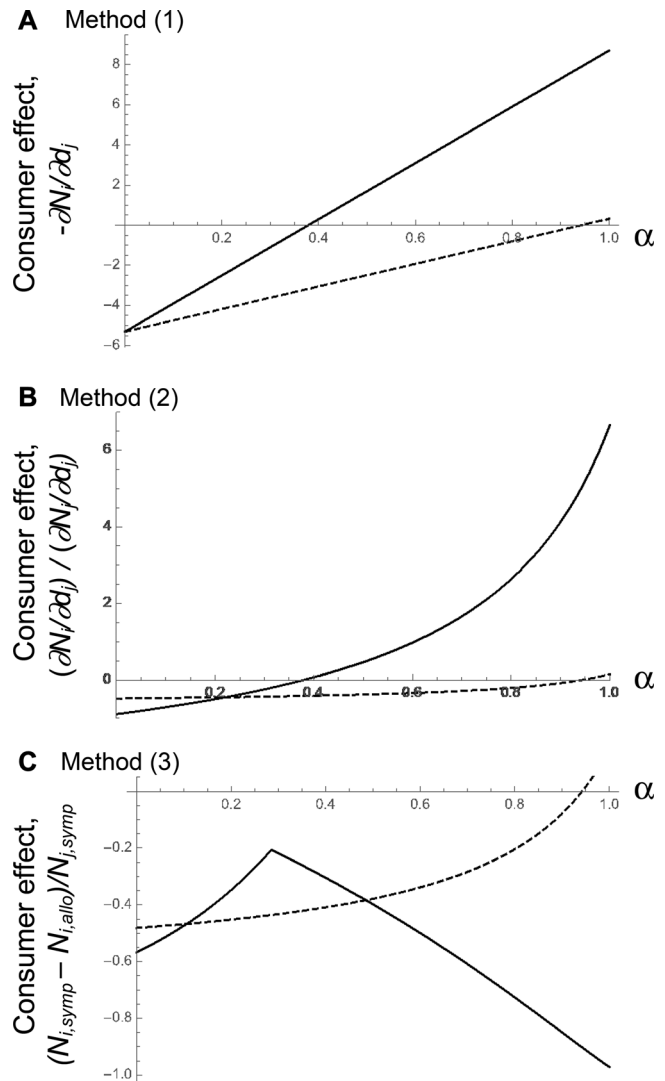 A Method (1)
Consumer effect,
-∂Ni/∂dj
8
6
4
2
0.2 0.4 0.6 0.8 1.0 α
−2
−4
−6
B Method (2)
Consumer effect,
(∂Ni/∂dj) / (∂Nj/∂dj)
6
4
2
0
0.2 0.4 0.6 0.8 1.0 α
C Method (3)
Consumer effect,
(Ni,symp − Ni,allo)/Nj,symp
0.2 0.4 0.6 0.8 1.0 α
−0.2
−0.4
−0.6
−0.8
−1.0